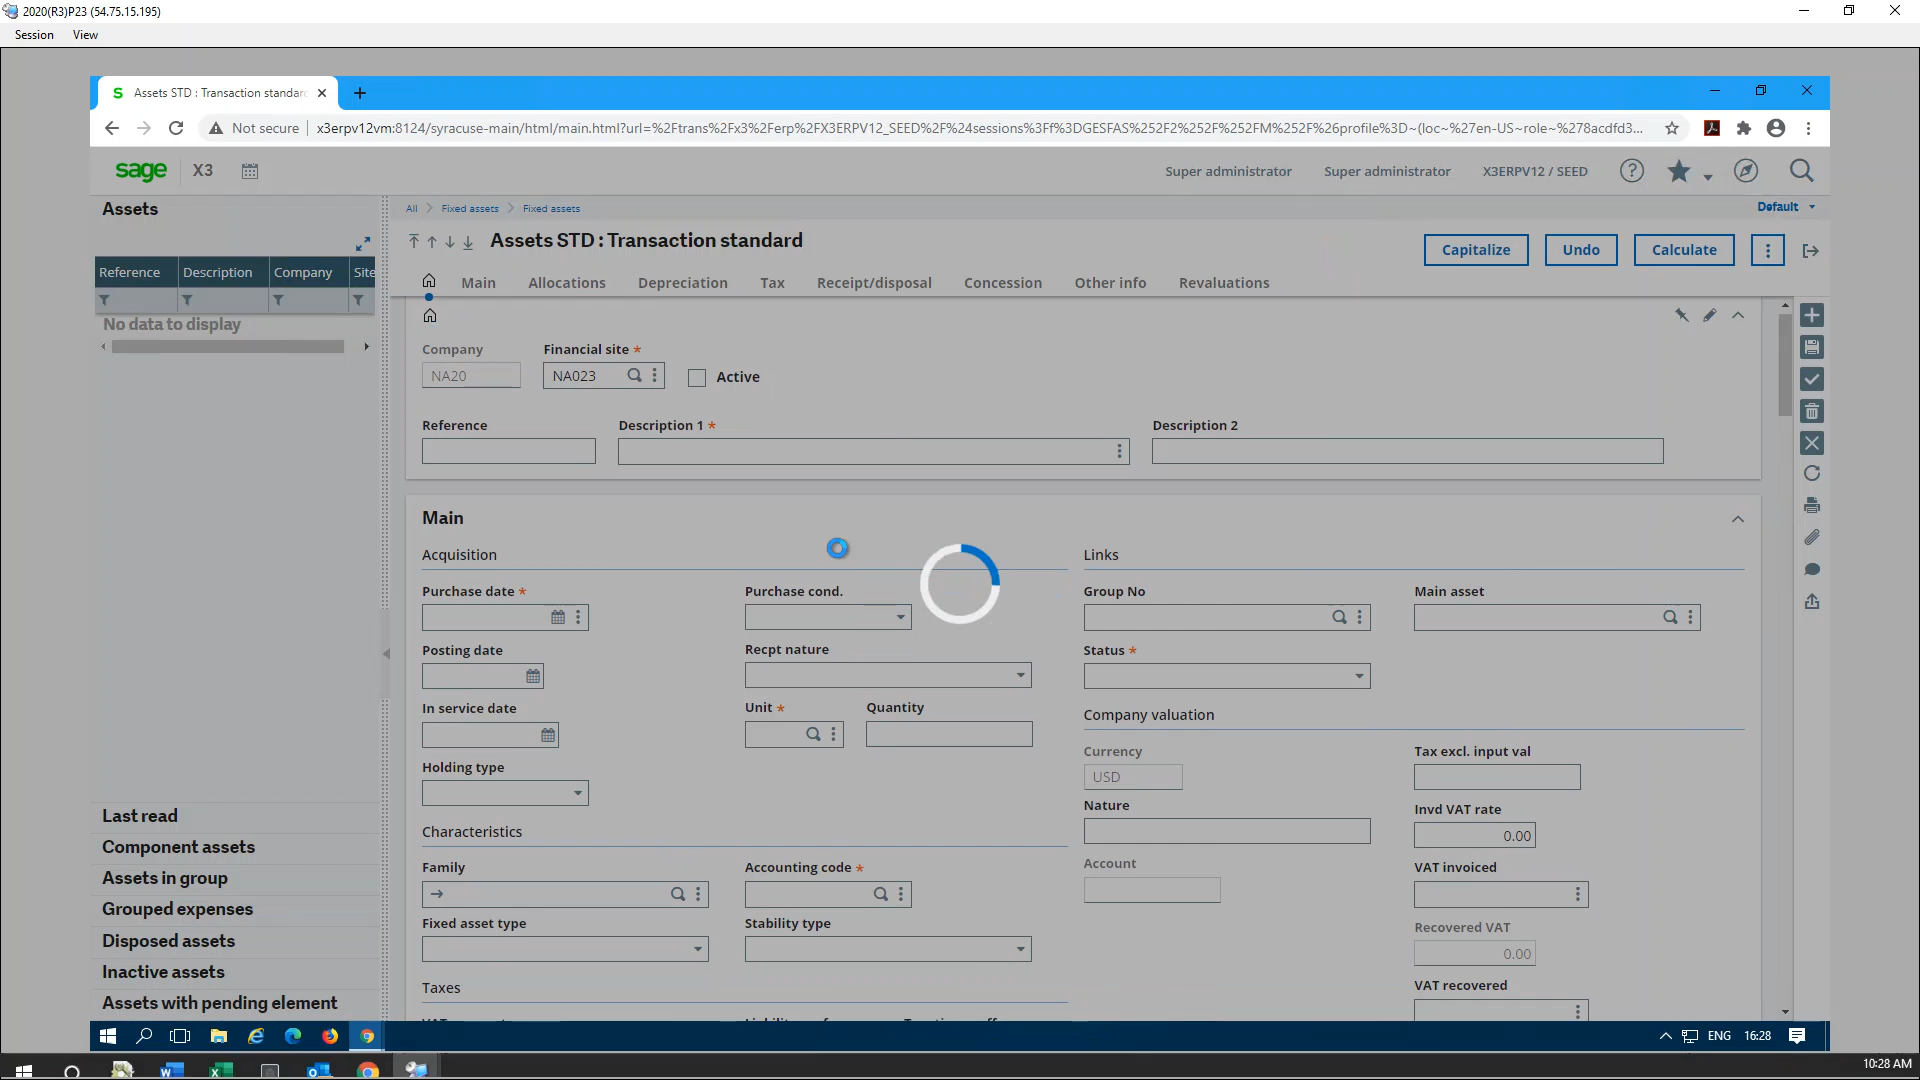 2020(R3)P23 (54.75.15.195)
Session View
Assets STD : Transaction standard
Not secure x3erpv12vm:8124/syracuse-main/html/main.html?url=%2Ftrans%2Fx3%2Ferp%2FX3ERPV12_SEED%2F%24sessions%3Ff%3DGESFAS%252F2%252F%252FM%252F%26profile%3D~(loc~%27en-US~role~%278acdfd3...
sage X3 Super administrator Super administrator X3ERPV12 / SEED
Assets
All Fixed assets Fixed assets Default
Assets STD : Transaction standard Capitalize Undo Calculate
Reference Description Company Site
No data to display
Main Allocations Depreciation Tax Receipt/disposal Concession Other info Revaluations
Company Financial site *
NA20 NA023 Active
Reference Description 1 * Description 2
Main
Acquisition Links
Purchase date * Purchase cond. Group No Main asset
Posting date Recpt nature Status *
In service date Unit * Quantity Company valuation
Currency Tax excl. input val
USD
Holding type
Nature Invd VAT rate
0.00
Characteristics
Family Accounting code * Account VAT invoiced
Fixed asset type Stability type Recovered VAT
0.00
Taxes VAT recovered
Last read
Component assets
Assets in group
Grouped expenses
Disposed assets
Inactive assets
Assets with pending element
ENG 16:28
10:28 AM